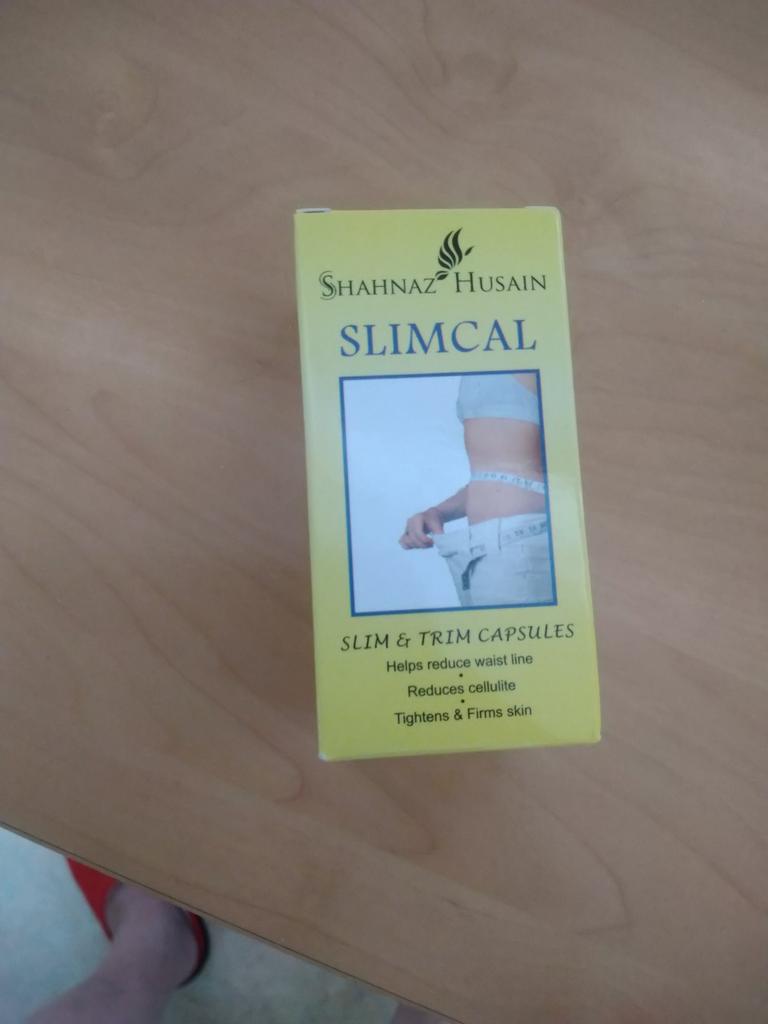 SHAHNAZ HUSAIN
SLIMCAL
SLIM & TRIM CAPSULES
Helps reduce waist line
•
Reduces cellulite
•
Tightens & Firms skin